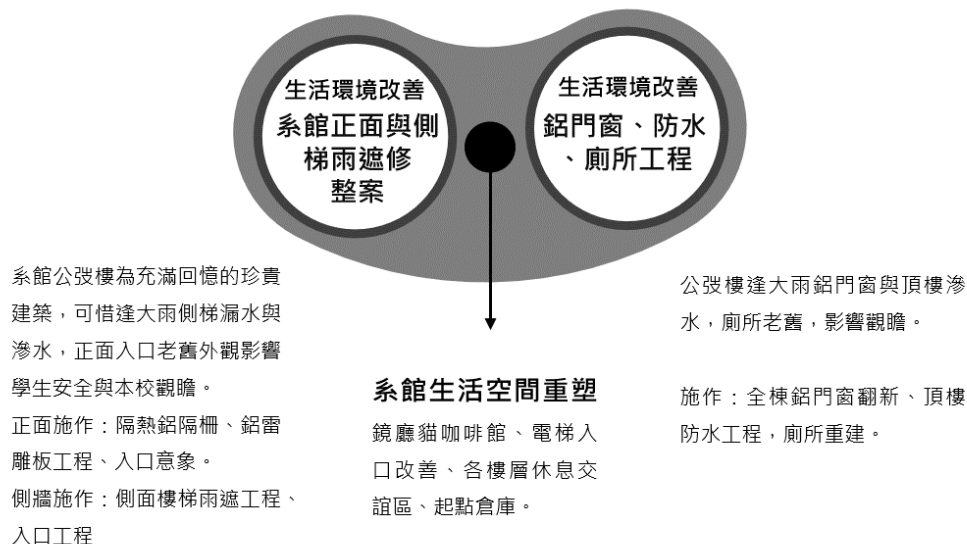 生活環境改善
系館正面與側
梯雨遮修
整案
生活環境改善
鋁門窗、防水
、廁所工程
系館公弢樓為充滿回憶的珍貴
建築，可惜逢大雨側梯漏水與
滲水，正面入口老舊外觀影響
學生安全與本校觀瞻。
正面施作：隔熱鋁隔柵、鋁雷
雕板工程、入口意象。
側牆施作：側面樓梯雨遮工程、
入口工程
系館生活空間重塑
鏡廳貓咖啡館、電梯入
口改善、各樓層休息交
誼區、起點倉庫。
公弢樓逢大雨鋁門窗與頂樓滲
水，廁所老舊，影響觀瞻。
施作：全棟鋁門窗翻新、頂樓
防水工程，廁所重建。